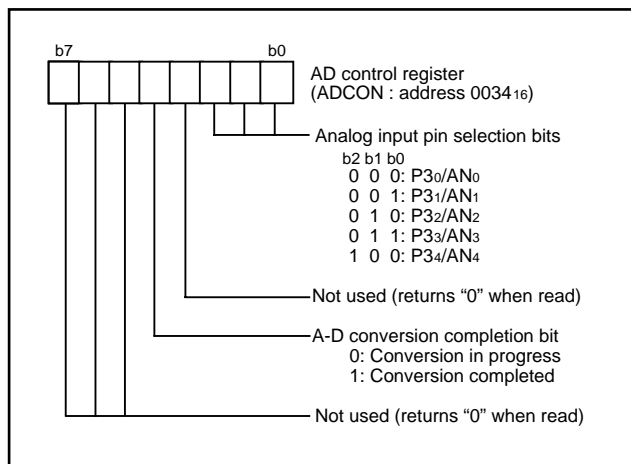 b7 b0
AD control register
(ADCON : address 003416)
Analog input pin selection bits
b2 b1 b0
0 0 0: P30/AN0
0 0 1: P31/AN1
0 1 0: P32/AN2
0 1 1: P33/AN3
1 0 0: P34/AN4
Not used (returns “0” when read)
A-D conversion completion bit
0: Conversion in progress
1: Conversion completed
Not used (returns “0” when read)